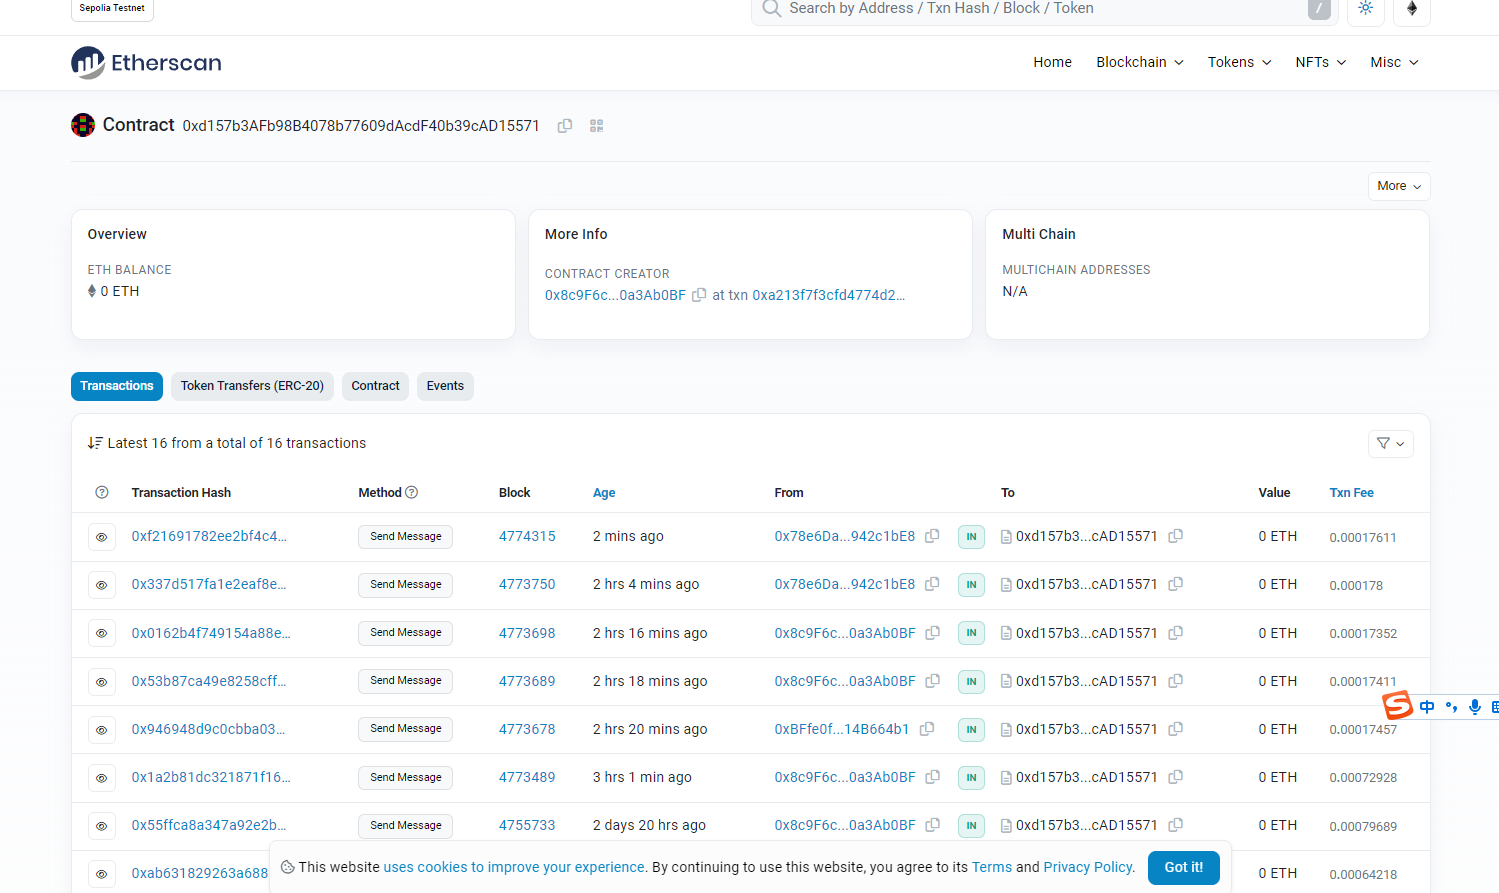 Sepolia Testnet
Search by Address / Txn Hash / Block / Token /
Etherscan Home Blockchain Tokens NFTs Misc
Contract 0xd157b3AFb98B4078b77609dAcdF40b39cAD15571
More
Overview
ETH BALANCE
0 ETH
More Info
CONTRACT CREATOR
0x8c9F6c...0a3Ab0BF at txn 0xa213f7f3cfd4774d2...
Multi Chain
MULTICHAIN ADDRESSES
N/A
Transactions Token Transfers (ERC-20) Contract Events
Latest 16 from a total of 16 transactions
Transaction Hash Method Block Age From To Value Txn Fee
0xf21691782ee2bf4c4... Send Message 4774315 2 mins ago 0x78e6Da...942c1bE8 IN 0xd157b3...cAD15571 0 ETH 0.00017611
0x337d517fa1e2eaf8e... Send Message 4773750 2 hrs 4 mins ago 0x78e6Da...942c1bE8 IN 0xd157b3...cAD15571 0 ETH 0.000178
0x0162b4f749154a88e... Send Message 4773698 2 hrs 16 mins ago 0x8c9F6c...0a3Ab0BF IN 0xd157b3...cAD15571 0 ETH 0.00017352
0x53b87ca49e8258cff... Send Message 4773689 2 hrs 18 mins ago 0x8c9F6c...0a3Ab0BF IN 0xd157b3...cAD15571 0 ETH 0.00017411
S 中
0x946948d9c0cbba03... Send Message 4773678 2 hrs 20 mins ago 0xBFfe0f...14B664b1 IN 0xd157b3...cAD15571 0 ETH 0.00017457
0x1a2b81dc321871f16... Send Message 4773489 3 hrs 1 min ago 0x8c9F6c...0a3Ab0BF IN 0xd157b3...cAD15571 0 ETH 0.00072928
0x55ffca8a347a92e2b... Send Message 4755733 2 days 20 hrs ago 0x8c9F6c...0a3Ab0BF IN 0xd157b3...cAD15571 0 ETH 0.00079689
0xab631829263a688 0 ETH 0.00064218
This website uses cookies to improve your experience. By continuing to use this website, you agree to its Terms and Privacy Policy. Got it!